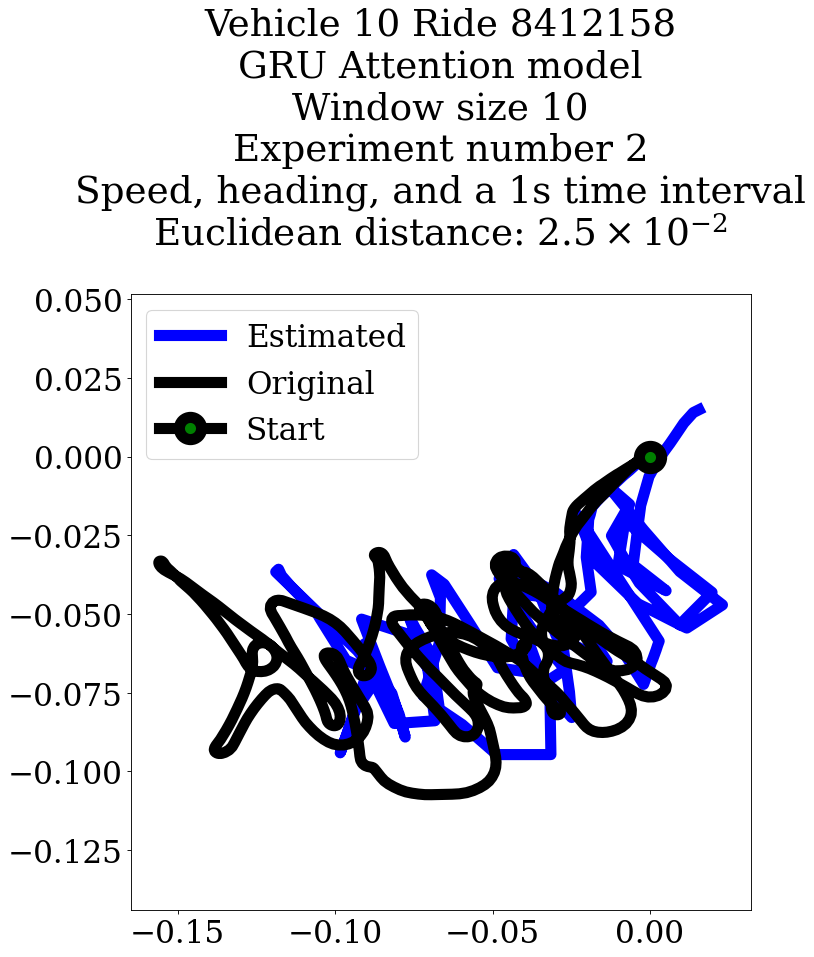 Vehicle 10 Ride 8412158
GRU Attention model
Window size 10
Experiment number 2
Speed, heading, and a 1s time interval
Euclidean distance: 2.5 × 10⁻²
0.050
Estimated
0.025
Original
Start
0.000
−0.025
−0.050
−0.075
−0.100
−0.125
−0.15 −0.10 −0.05 0.00